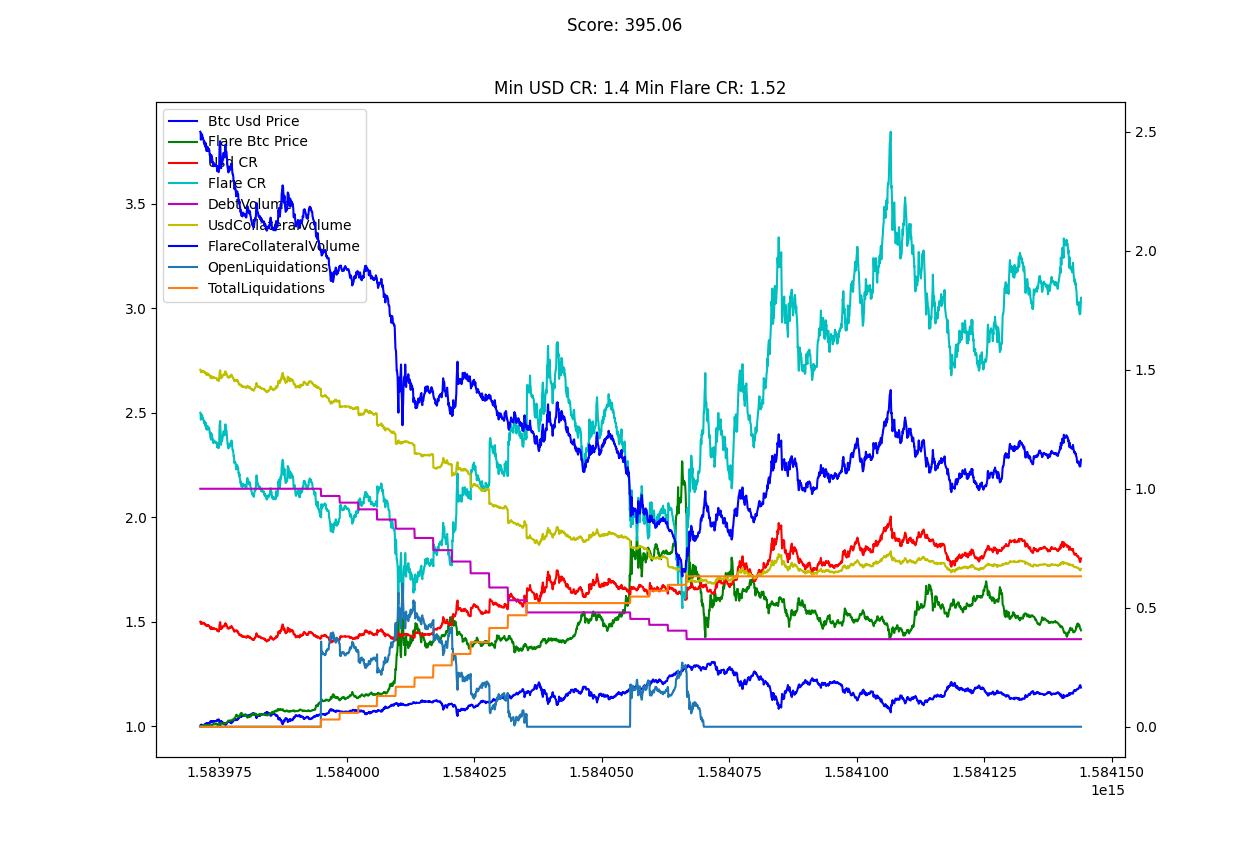 Score: 395.06
Min USD CR: 1.4 Min Flare CR: 1.52
Btc Usd Price
Flare Btc Price
Usd CR
Flare CR
DebtVolume
UsdCollateralVolume
FlareCollateralVolume
OpenLiquidations
TotalLiquidations
3.5
3.0
2.5
2.0
1.5
1.0
2.5
2.0
1.5
1.0
0.5
0.0
1.583975 1.584000 1.584025 1.584050 1.584075 1.584100 1.584125 1.584150
1e15